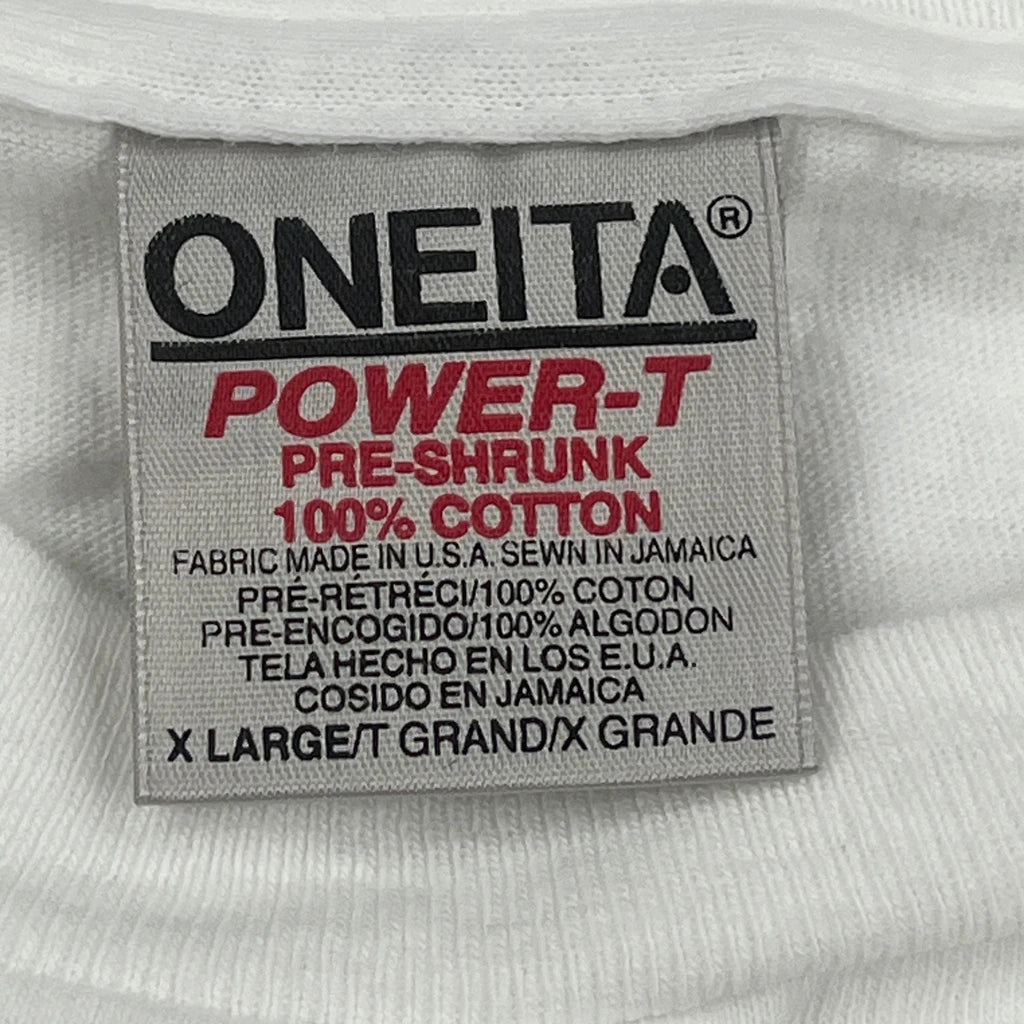 ONEITA®
POWER-T
PRE-SHRUNK
100% COTTON
FABRIC MADE IN U.S.A. SEWN IN JAMAICA
PRÉ-RÉTRÉCI/100% COTON
PRE-ENCOGIDO/100% ALGODON
TELA HECHO EN LOS E.U.A.
COSIDO EN JAMAICA
X LARGE/T GRAND/X GRANDE